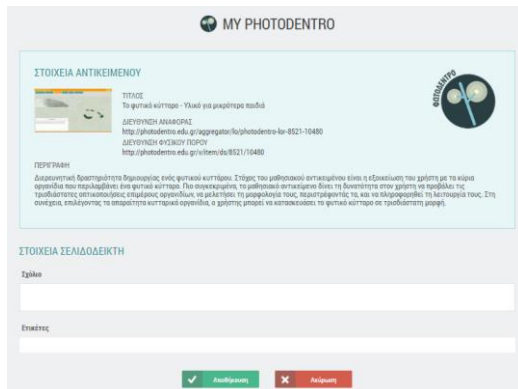 MY PHOTODENTRO
ΣΤΟΙΧΕΙΑ ΑΝΤΙΚΕΙΜΕΝΟΥ
ΤΙΤΛΟΣ
Το φυτικό κύτταρο - Υλικό για μικρότερα παιδιά
ΔΙΕΥΘΥΝΣΗ ΑΝΑΦΟΡΑΣ
http://photodentro.edu.gr/aggregator/lo/photodentro-lor-8521-10480
ΔΙΕΥΘΥΝΣΗ ΦΥΣΙΚΟΥ ΠΟΡΟΥ
http://photodentro.edu.gr/v/item/ds/8521/10480
ΦΩΤΟΔΕΝΤΡΟ
ΠΕΡΙΓΡΑΦΗ
Διερευνητική δραστηριότητα δημιουργίας ενός φυτικού κυττάρου. Στόχος του μαθησιακού αντικειμένου είναι η εξοικείωση του χρήστη με τα κύρια
οργανίδια που περιλαμβάνει ένα φυτικό κύτταρο. Πιο συγκεκριμένα, το μαθησιακό αντικείμενο δίνει τη δυνατότητα στον χρήστη να προβάλει τις
τρισδιάστατες οπτικοποιήσεις επιμέρους οργανιδίων, να μελετήσει τη μορφολογία τους, περιστρέφοντάς τα, και να πληροφορηθεί τη λειτουργία τους. Στη
συνέχεια, επιλέγοντας τα απαραίτητα κυτταρικά οργανίδια, ο χρήστης μπορεί να κατασκευάσει το φυτικό κύτταρο σε τρισδιάστατη μορφή.
ΣΤΟΙΧΕΙΑ ΣΕΛΙΔΟΔΕΙΚΤΗ
Σχόλιο
Ετικέτες
Αποθήκευση
Ακύρωση